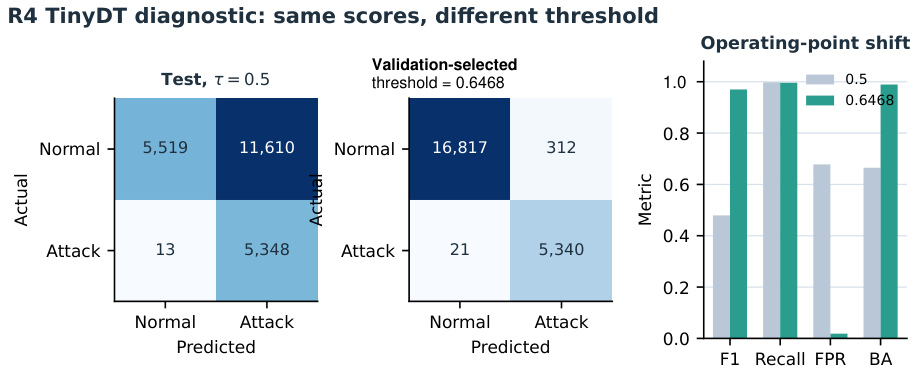 R4 TinyDT diagnostic: same scores, different threshold
Test, τ = 0.5
Normal
Attack
Actual
5,519
11,610
13
5,348
Normal
Attack
Predicted
Validation-selected
threshold = 0.6468
Normal
Attack
Actual
16,817
312
21
5,340
Normal
Attack
Predicted
Operating-point shift
0.5
0.6468
Metric
1.0
0.8
0.6
0.4
0.2
0.0
F1
Recall
FPR
BA